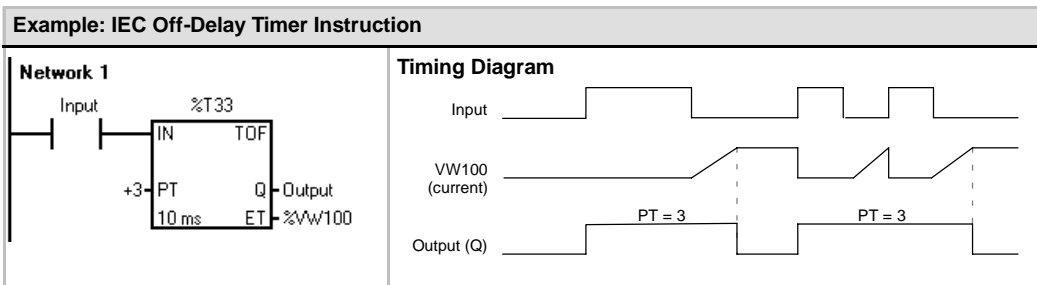 Example: IEC Off-Delay Timer Instruction
Network 1
Input
%T33
IN TOF
+3 PT Q Output
10 ms ET %VW100
Timing Diagram
Input
VW100
(current)
PT = 3 PT = 3
Output (Q)